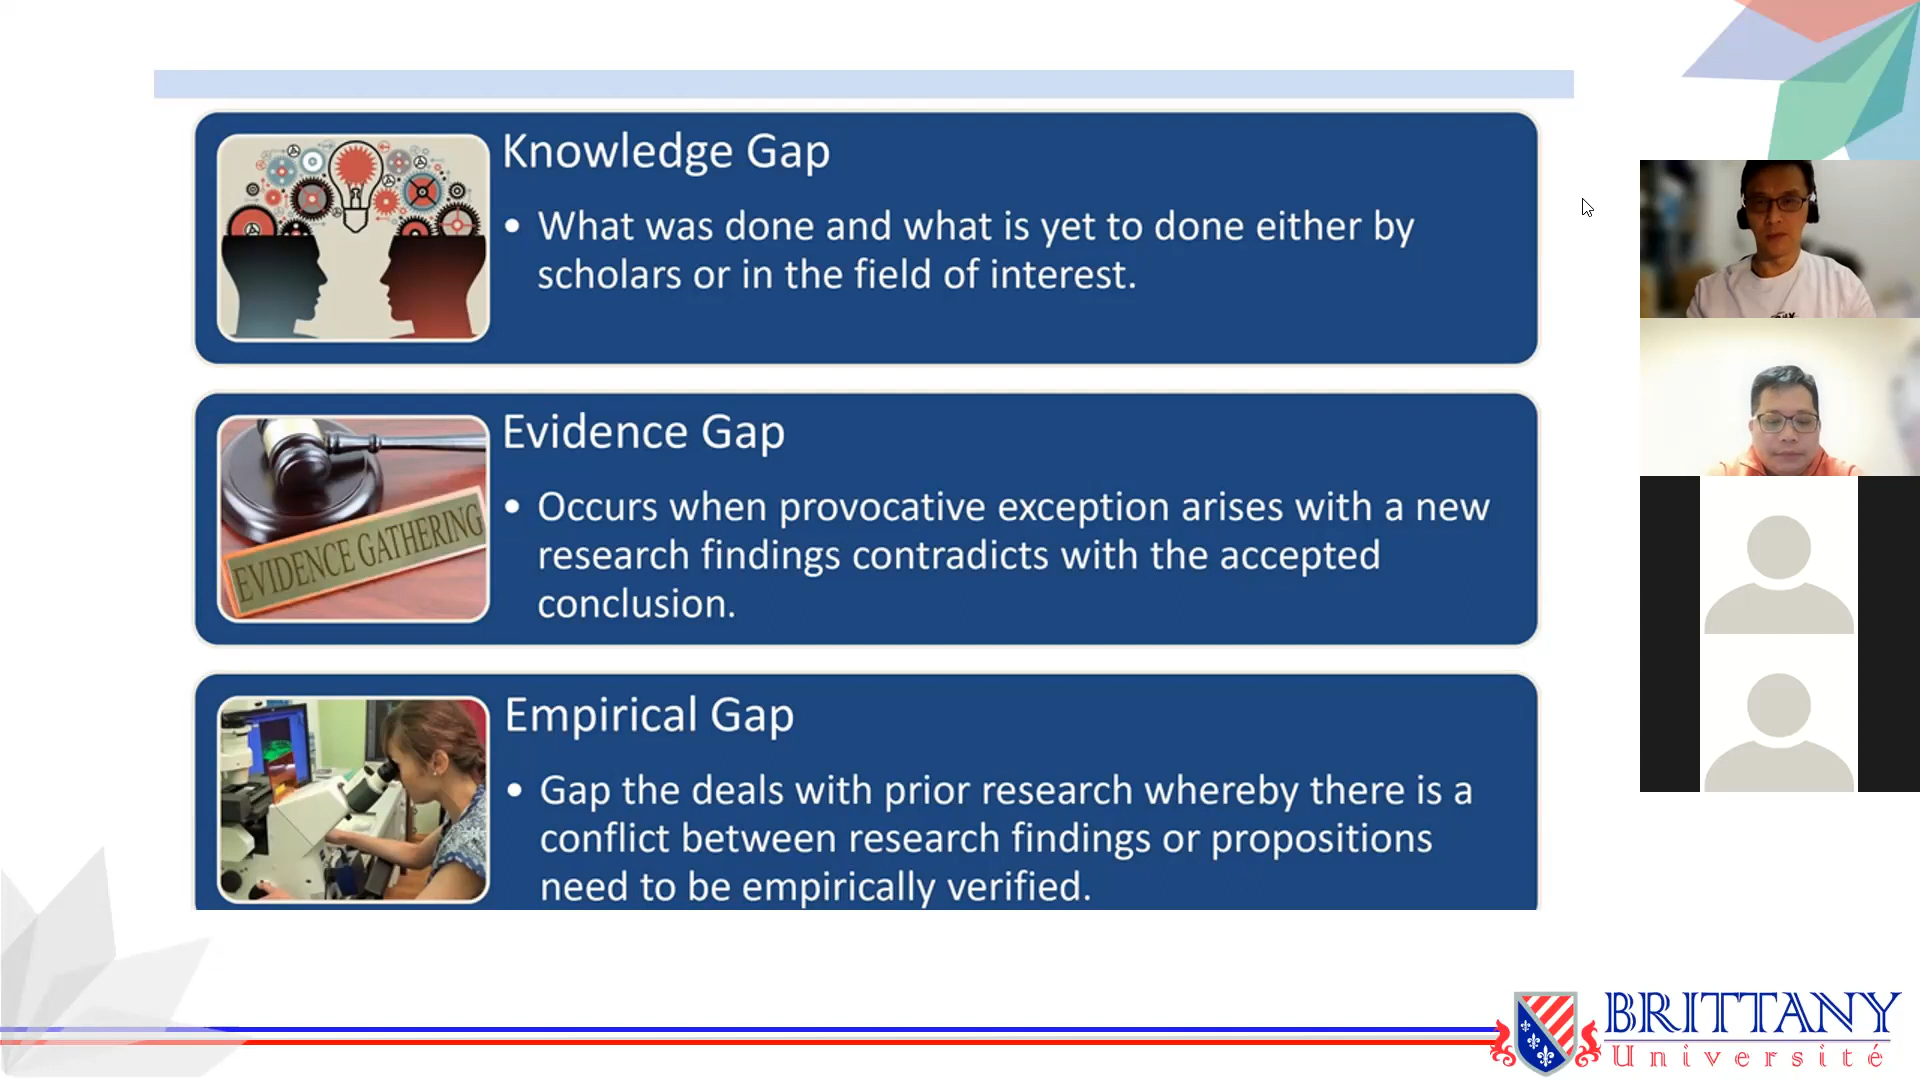 Knowledge Gap
• What was done and what is yet to done either by
scholars or in the field of interest.
EVIDENCE GATHERING
Evidence Gap
• Occurs when provocative exception arises with a new
research findings contradicts with the accepted
conclusion.
Empirical Gap
• Gap the deals with prior research whereby there is a
conflict between research findings or propositions
need to be empirically verified.
BRITTANY
Université